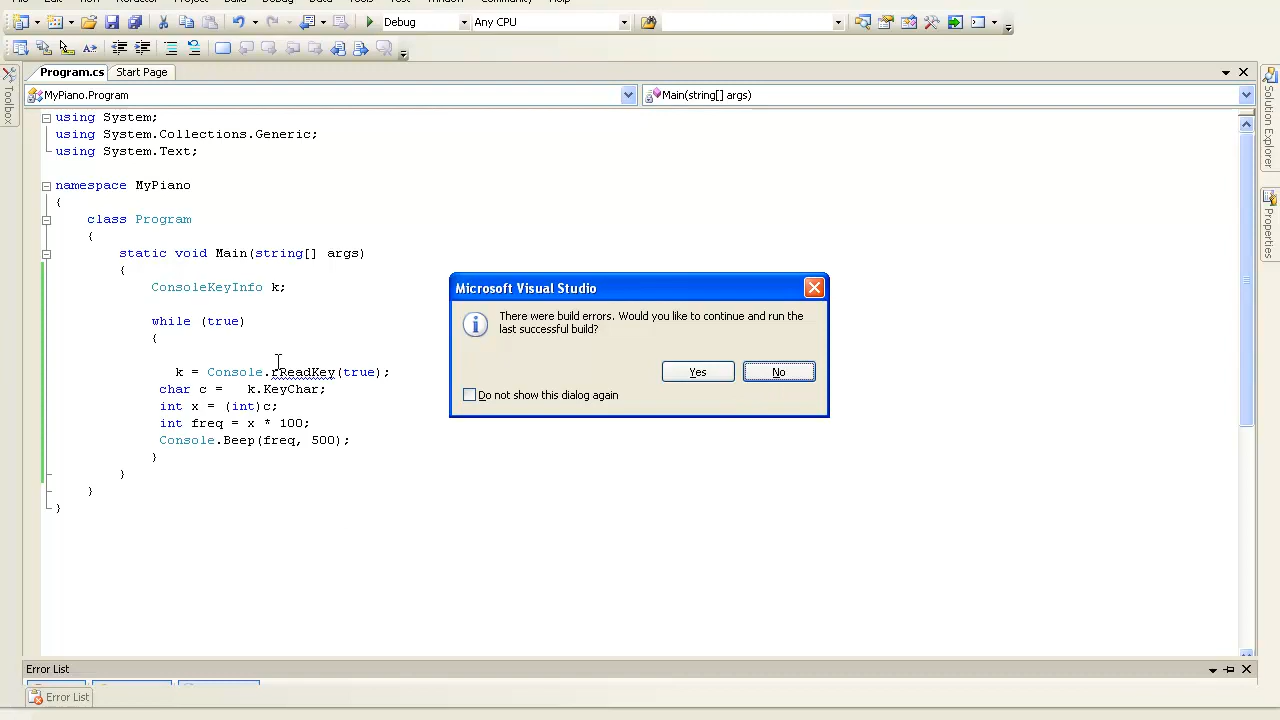 Debug
Any CPU
Program.cs
Start Page
MyPiano.Program
Main(string[] args)
Toolbox
Solution Explorer
Properties
using System;
using System.Collections.Generic;
using System.Text;
namespace MyPiano
{
class Program
{
static void Main(string[] args)
{
ConsoleKeyInfo k;
while (true)
{
k = Console.rReadKey(true);
char c = k.KeyChar;
int x = (int)c;
int freq = x * 100;
Console.Beep(freq, 500);
}
}
}
}
Microsoft Visual Studio
There were build errors. Would you like to continue and run the
last successful build?
Yes
No
Do not show this dialog again
Error List
Error List